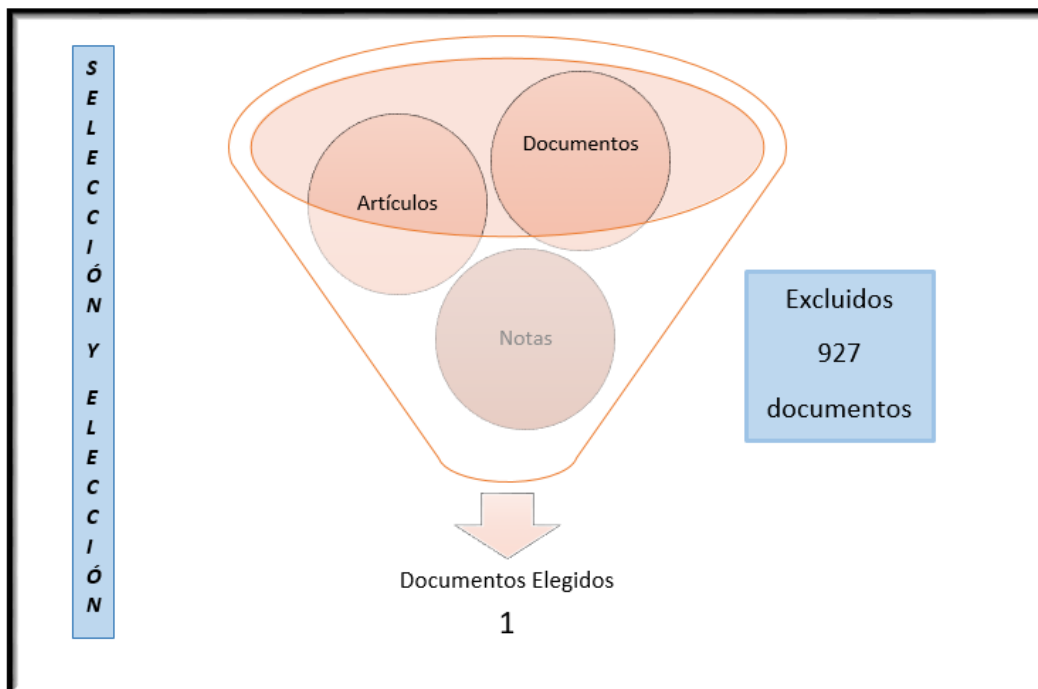 SELECCIÓN Y ELECCIÓN
Documentos
Artículos
Notas
Excluidos
927
documentos
Documentos Elegidos
1